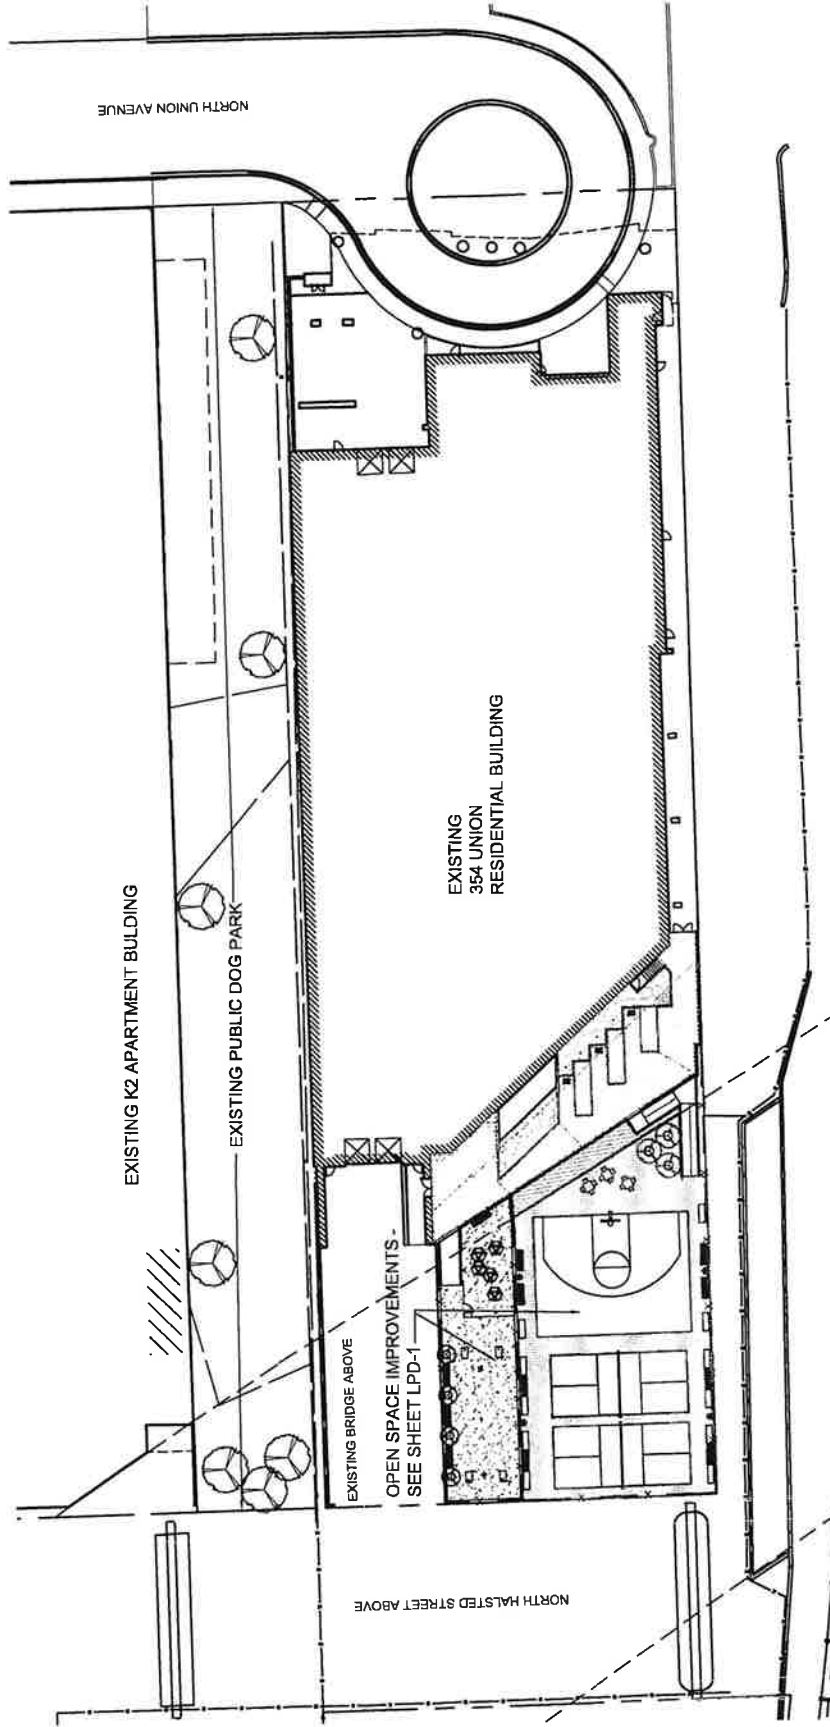 NORTH UNION AVENUE
EXISTING K2 APARTMENT BULDING
EXISTING PUBLIC DOG PARK
EXISTING
354 UNION
RESIDENTIAL BUILDING
EXISTING BRIDGE ABOVE
OPEN SPACE IMPROVEMENTS -
SEE SHEET LPD-1
NORTH HALSTED STREET ABOVE